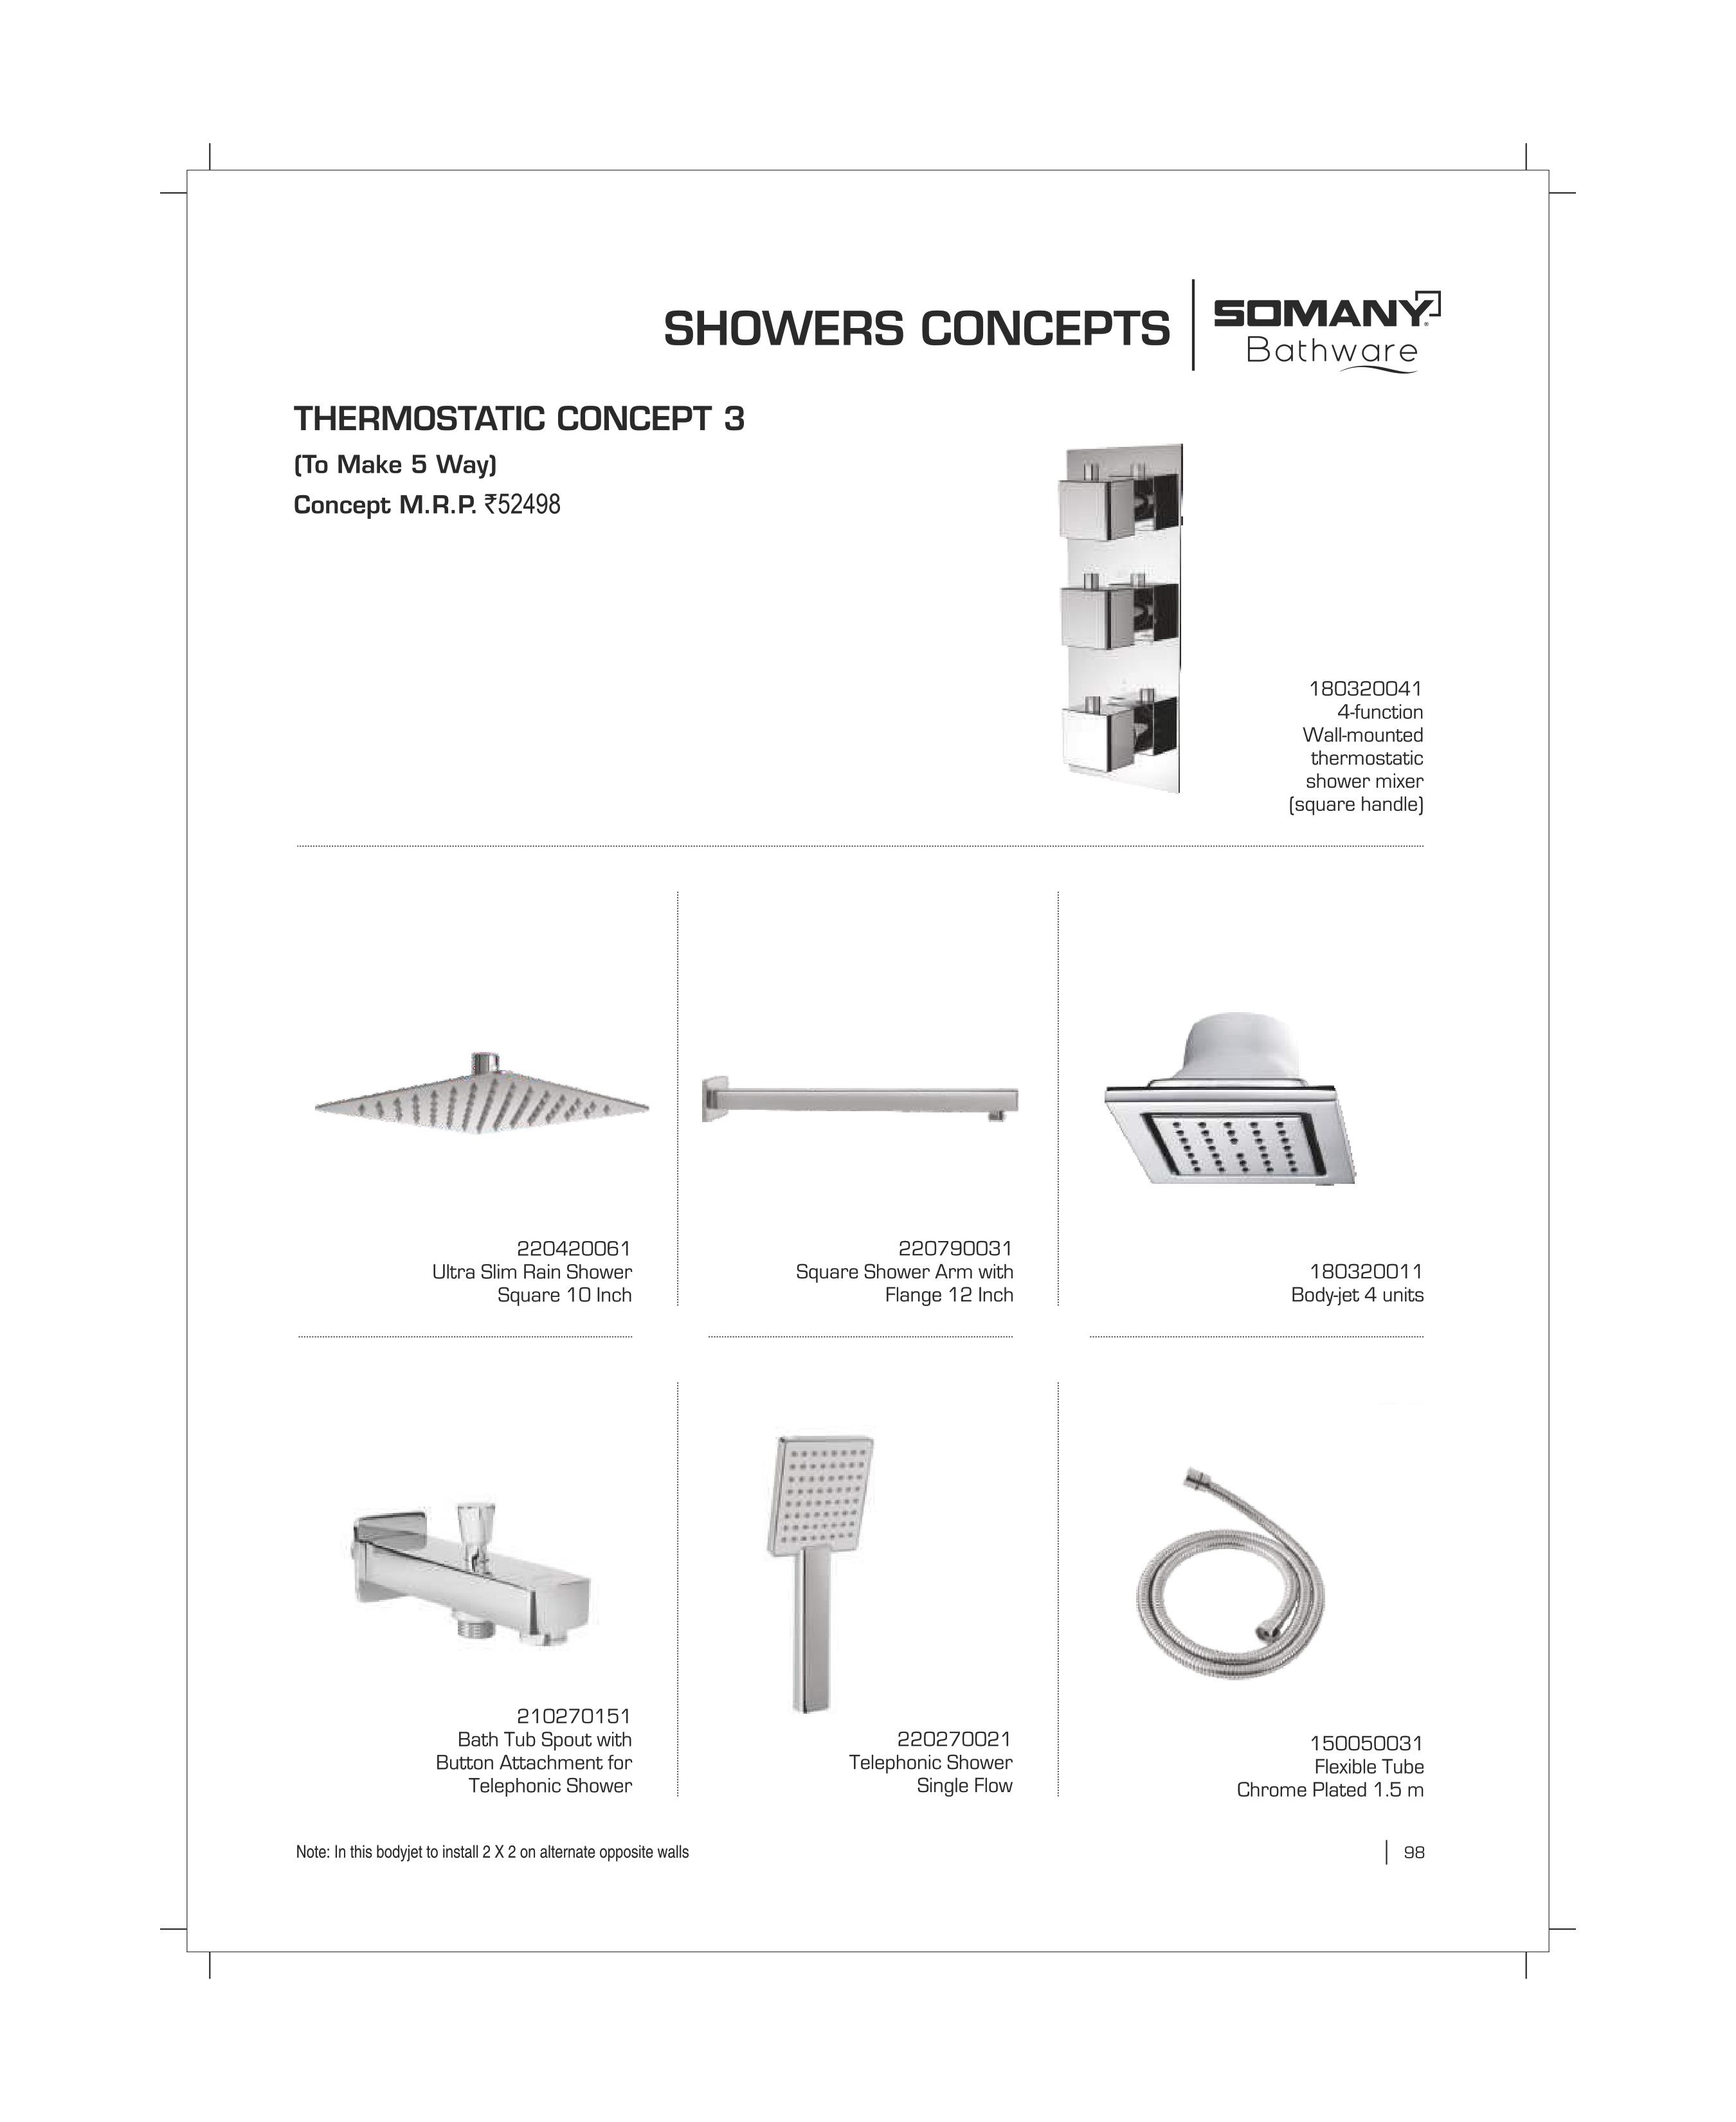 SHOWERS CONCEPTS
SOMANY®
Bathware
THERMOSTATIC CONCEPT 3
(To Make 5 Way)
Concept M.R.P. ₹52498
180320041
4-function
Wall-mounted
thermostatic
shower mixer
(square handle)
220420061
Ultra Slim Rain Shower
Square 10 Inch
220790031
Square Shower Arm with
Flange 12 Inch
180320011
Body-jet 4 units
210270151
Bath Tub Spout with
Button Attachment for
Telephonic Shower
220270021
Telephonic Shower
Single Flow
150050031
Flexible Tube
Chrome Plated 1.5 m
Note: In this bodyjet to install 2 X 2 on alternate opposite walls
98